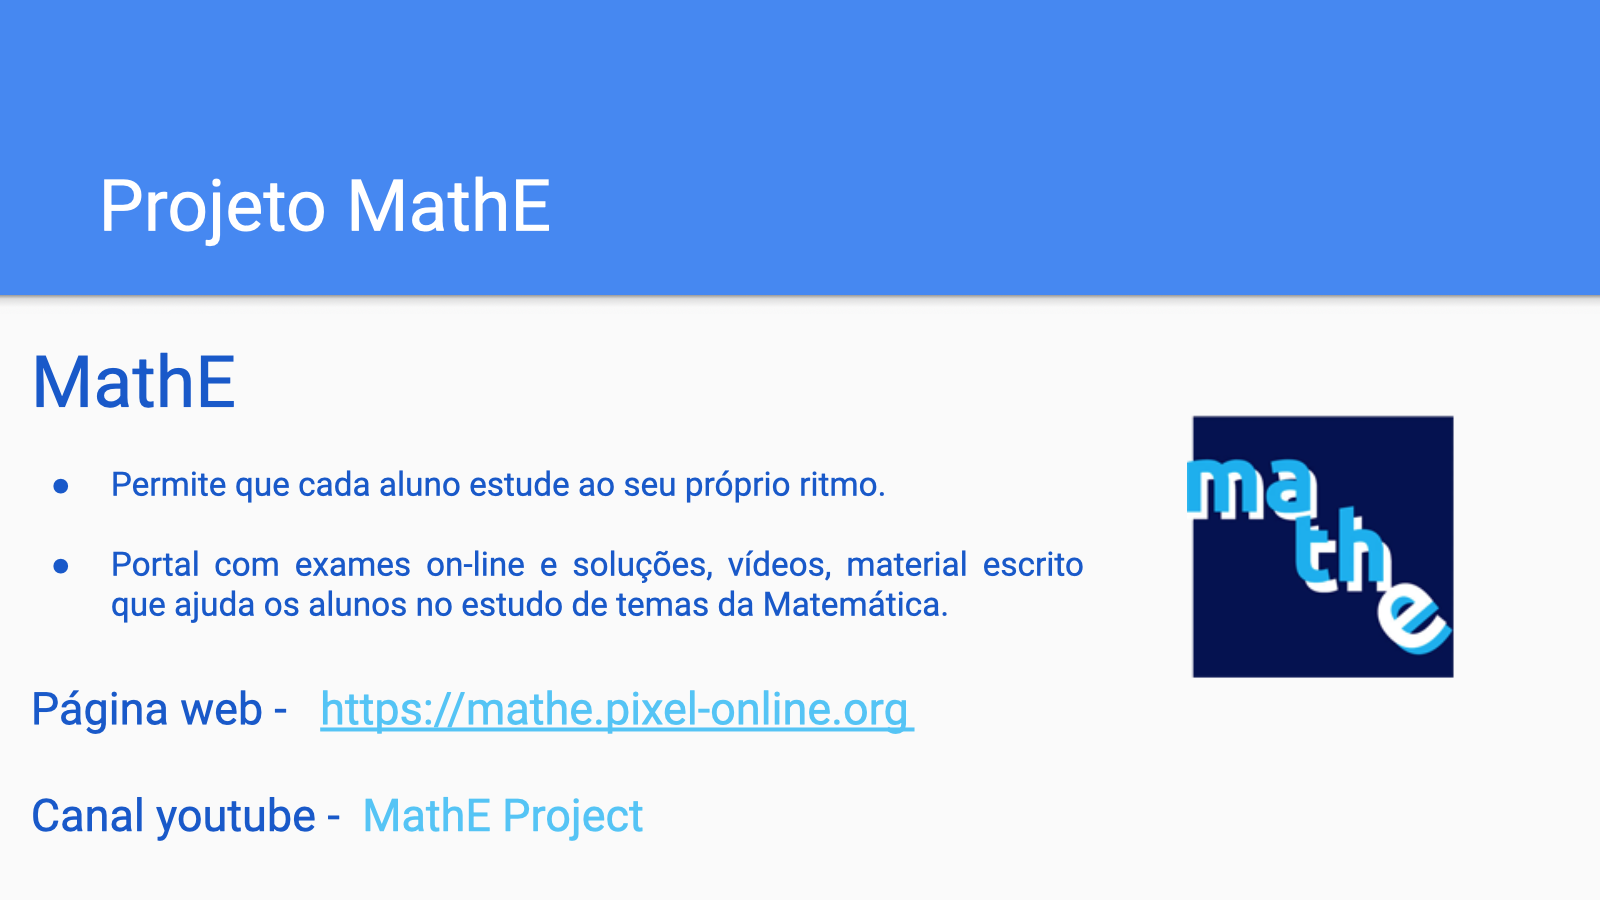 Projeto MathE
MathE
● Permite que cada aluno estude ao seu próprio ritmo.
● Portal com exames on-line e soluções, vídeos, material escrito
que ajuda os alunos no estudo de temas da Matemática.
ma
th
e
Página web - https://mathe.pixel-online.org
Canal youtube - MathE Project